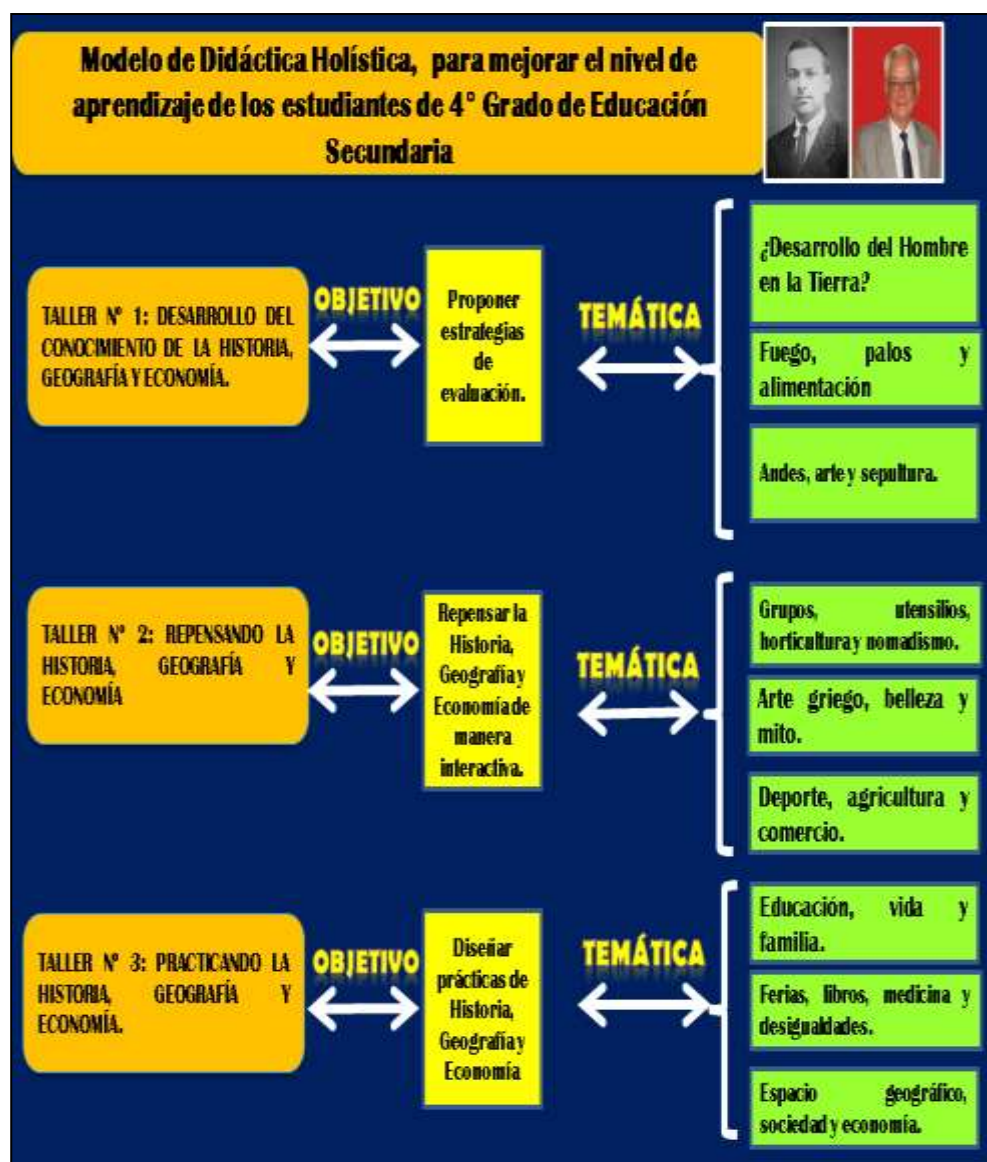 Modelo de Didáctica Holística, para mejorar el nivel de
aprendizaje de los estudiantes de 4° Grado de Educación
Secundaria
TALLER Nº 1: DESARROLLO DEL
CONOCIMIENTO DE LA HISTORIA,
GEOGRAFÍA Y ECONOMÍA.
OBJETIVO
Proponer
estrategias
de
evaluación.
TEMÁTICA
¿Desarrollo del Hombre
en la Tierra?
Fuego, palos y
alimentación
Andes, arte y sepultura.
TALLER Nº 2: REPENSANDO LA
HISTORIA, GEOGRAFÍA Y
ECONOMÍA
OBJETIVO
Repensar la
Historia,
Geografía y
Economía de
manera
interactiva.
TEMÁTICA
Grupos, utensilios,
horticultura y nomadismo.
Arte griego, belleza y
mito.
Deporte, agricultura y
comercio.
TALLER Nº 3: PRACTICANDO LA
HISTORIA, GEOGRAFÍA Y
ECONOMÍA.
OBJETIVO
Diseñar
prácticas de
Historia,
Geografía y
Economía
TEMÁTICA
Educación, vida y
familia.
Ferias, libros, medicina y
desigualdades.
Espacio geográfico,
sociedad y economía.